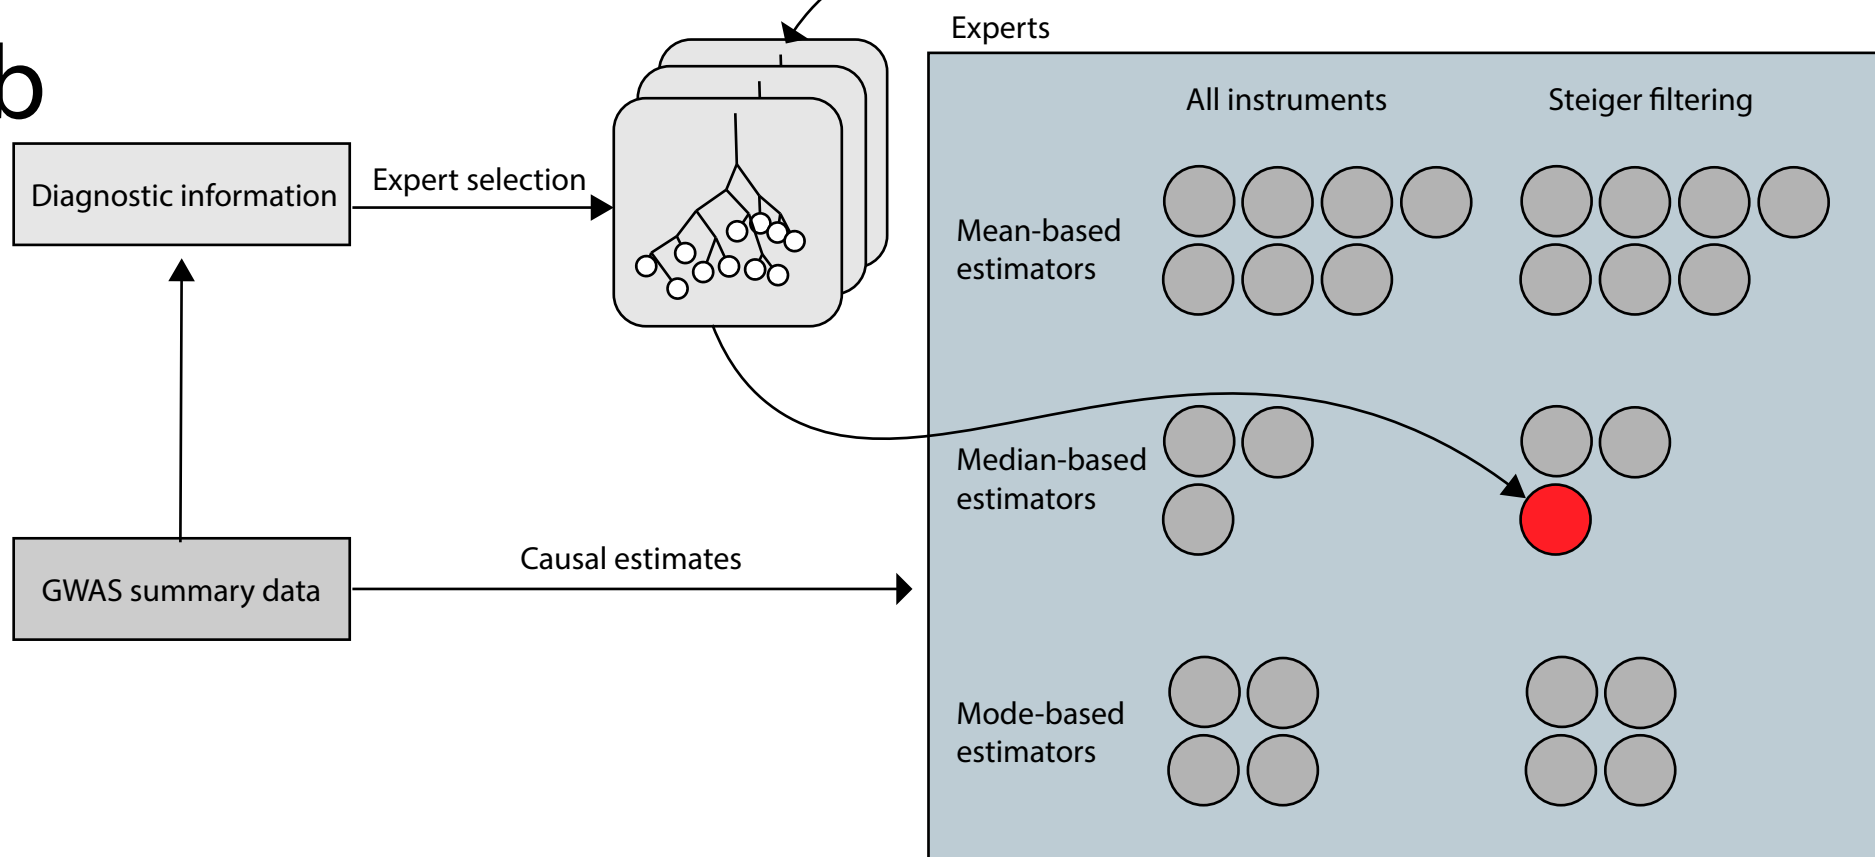 b
Experts
All instruments
Steiger filtering
Diagnostic information
Expert selection
Mean-based
estimators
Median-based
estimators
Causal estimates
GWAS summary data
Mode-based
estimators